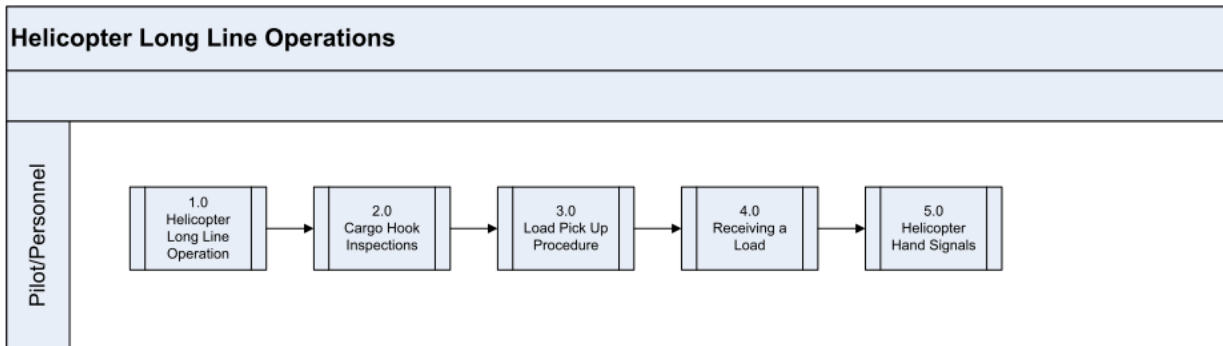 Helicopter Long Line Operations
Pilot/Personnel
1.0
Helicopter
Long Line
Operation
2.0
Cargo Hook
Inspections
3.0
Load Pick Up
Procedure
4.0
Receiving a
Load
5.0
Helicopter
Hand Signals